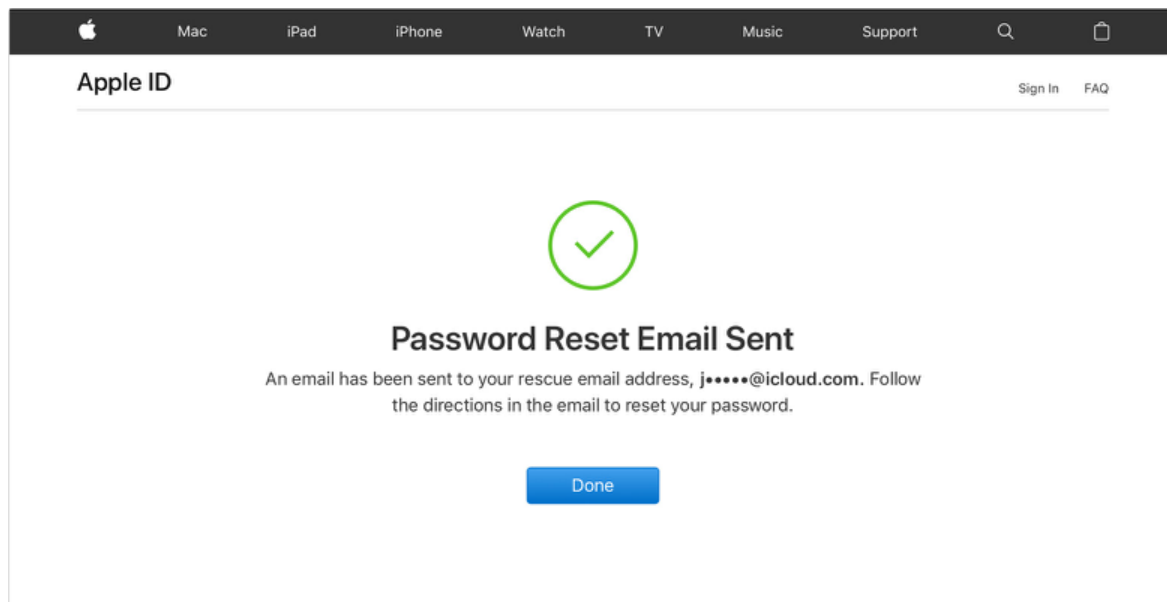 Mac iPad iPhone Watch TV Music Support
Apple ID
Sign In FAQ
Password Reset Email Sent
An email has been sent to your rescue email address, j•••••@icloud.com. Follow
the directions in the email to reset your password.
Done